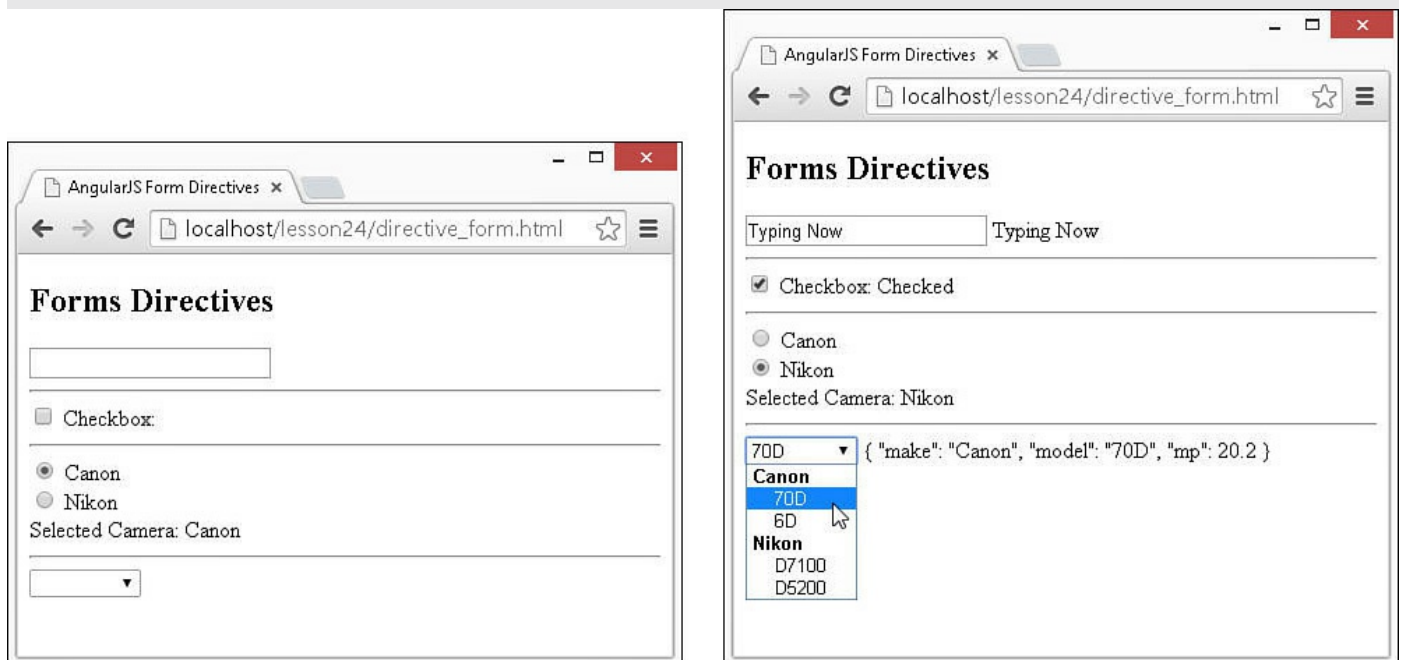 AngularJS Form Directives
localhost/lesson24/directive_form.html
Forms Directives
Checkbox:
Canon
Nikon
Selected Camera: Canon
AngularJS Form Directives
localhost/lesson24/directive_form.html
Forms Directives
Typing Now Typing Now
Checkbox: Checked
Canon
Nikon
Selected Camera: Nikon
70D { "make": "Canon", "model": "70D", "mp": 20.2 }
Canon
70D
6D
Nikon
D7100
D5200